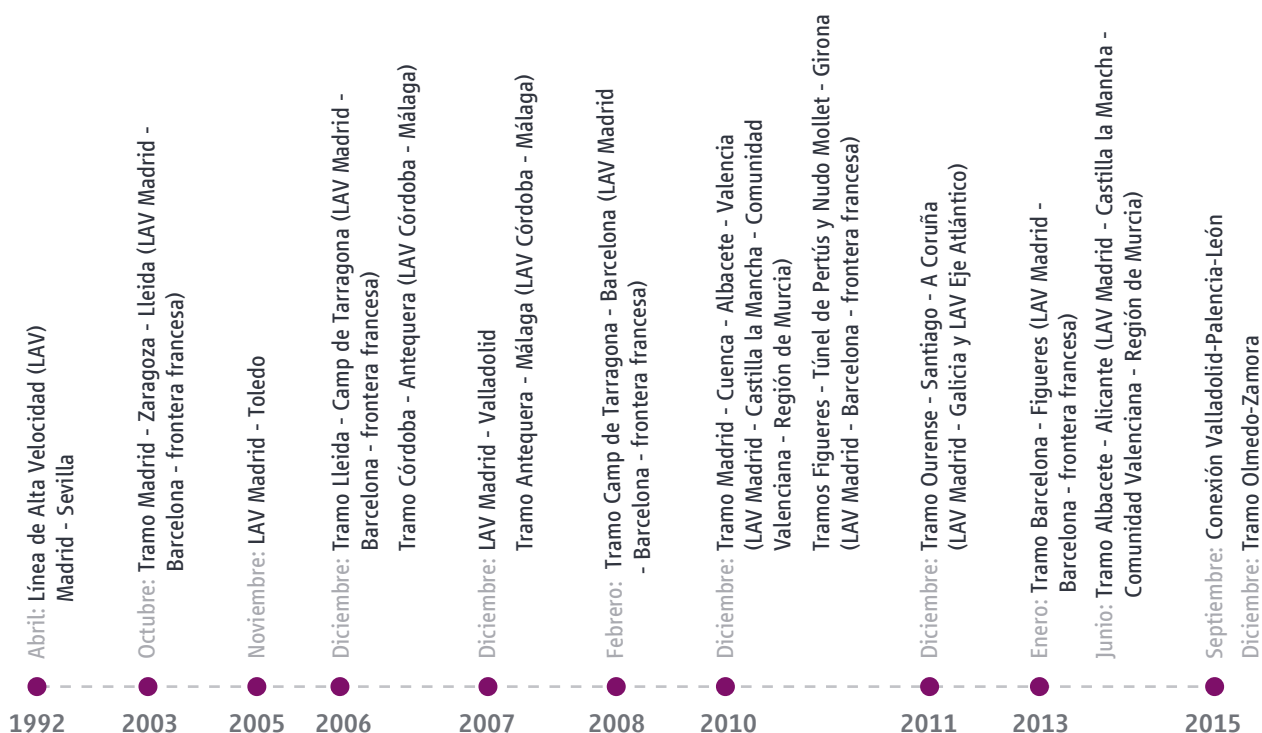 Abril: Línea de Alta Velocidad (LAV)
Madrid - Sevilla
1992
Octubre: Tramo Madrid - Zaragoza - Lleida (LAV Madrid -
Barcelona - frontera francesa)
2003
Noviembre: LAV Madrid - Toledo
2005
Diciembre: Tramo Lleida - Camp de Tarragona (LAV Madrid -
Barcelona - frontera francesa)
Tramo Córdoba - Antequera (LAV Córdoba - Málaga)
2006
Diciembre: LAV Madrid - Valladolid
Tramo Antequera - Málaga (LAV Córdoba - Málaga)
2007
Febrero: Tramo Camp de Tarragona - Barcelona (LAV Madrid
- Barcelona - frontera francesa)
2008
Diciembre: Tramo Madrid - Cuenca - Albacete - Valencia
(LAV Madrid - Castilla la Mancha - Comunidad
Valenciana - Región de Murcia)
Tramos Figueres - Túnel de Pertús y Nudo Mollet - Girona
(LAV Madrid - Barcelona - frontera francesa)
2010
Diciembre: Tramo Ourense - Santiago - A Coruña
(LAV Madrid - Galicia y LAV Eje Atlántico)
2011
Enero: Tramo Barcelona - Figueres (LAV Madrid -
Barcelona - frontera francesa)
Junio: Tramo Albacete - Alicante (LAV Madrid - Castilla la Mancha -
Comunidad Valenciana - Región de Murcia)
2013
Septiembre: Conexión Valladolid-Palencia-León
Diciembre: Tramo Olmedo-Zamora
2015